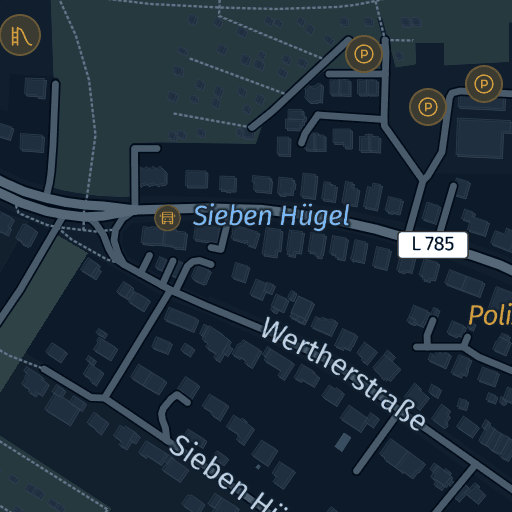 P
P
P
Sieben Hügel
L 785
Poli
Wertherstraße
Sieben Hü